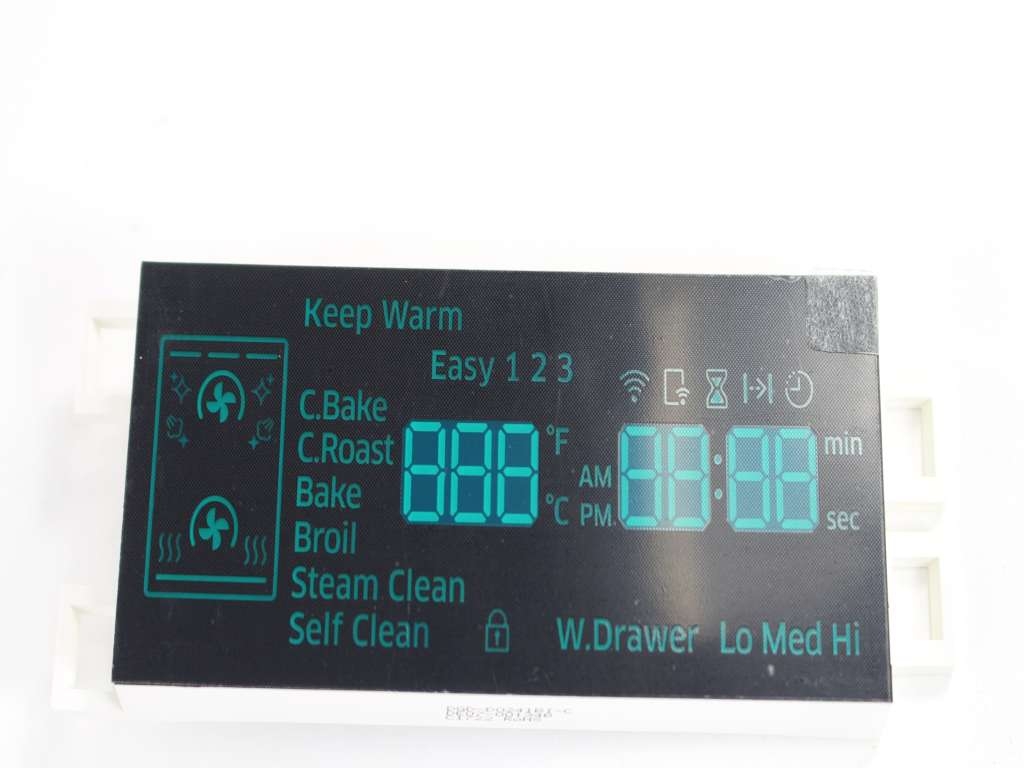 Keep Warm
Easy 1 2 3
C.Bake
C.Roast
Bake
Broil
Steam Clean
Self Clean
°F
°C
AM
PM
min
sec
W.Drawer Lo Med Hi